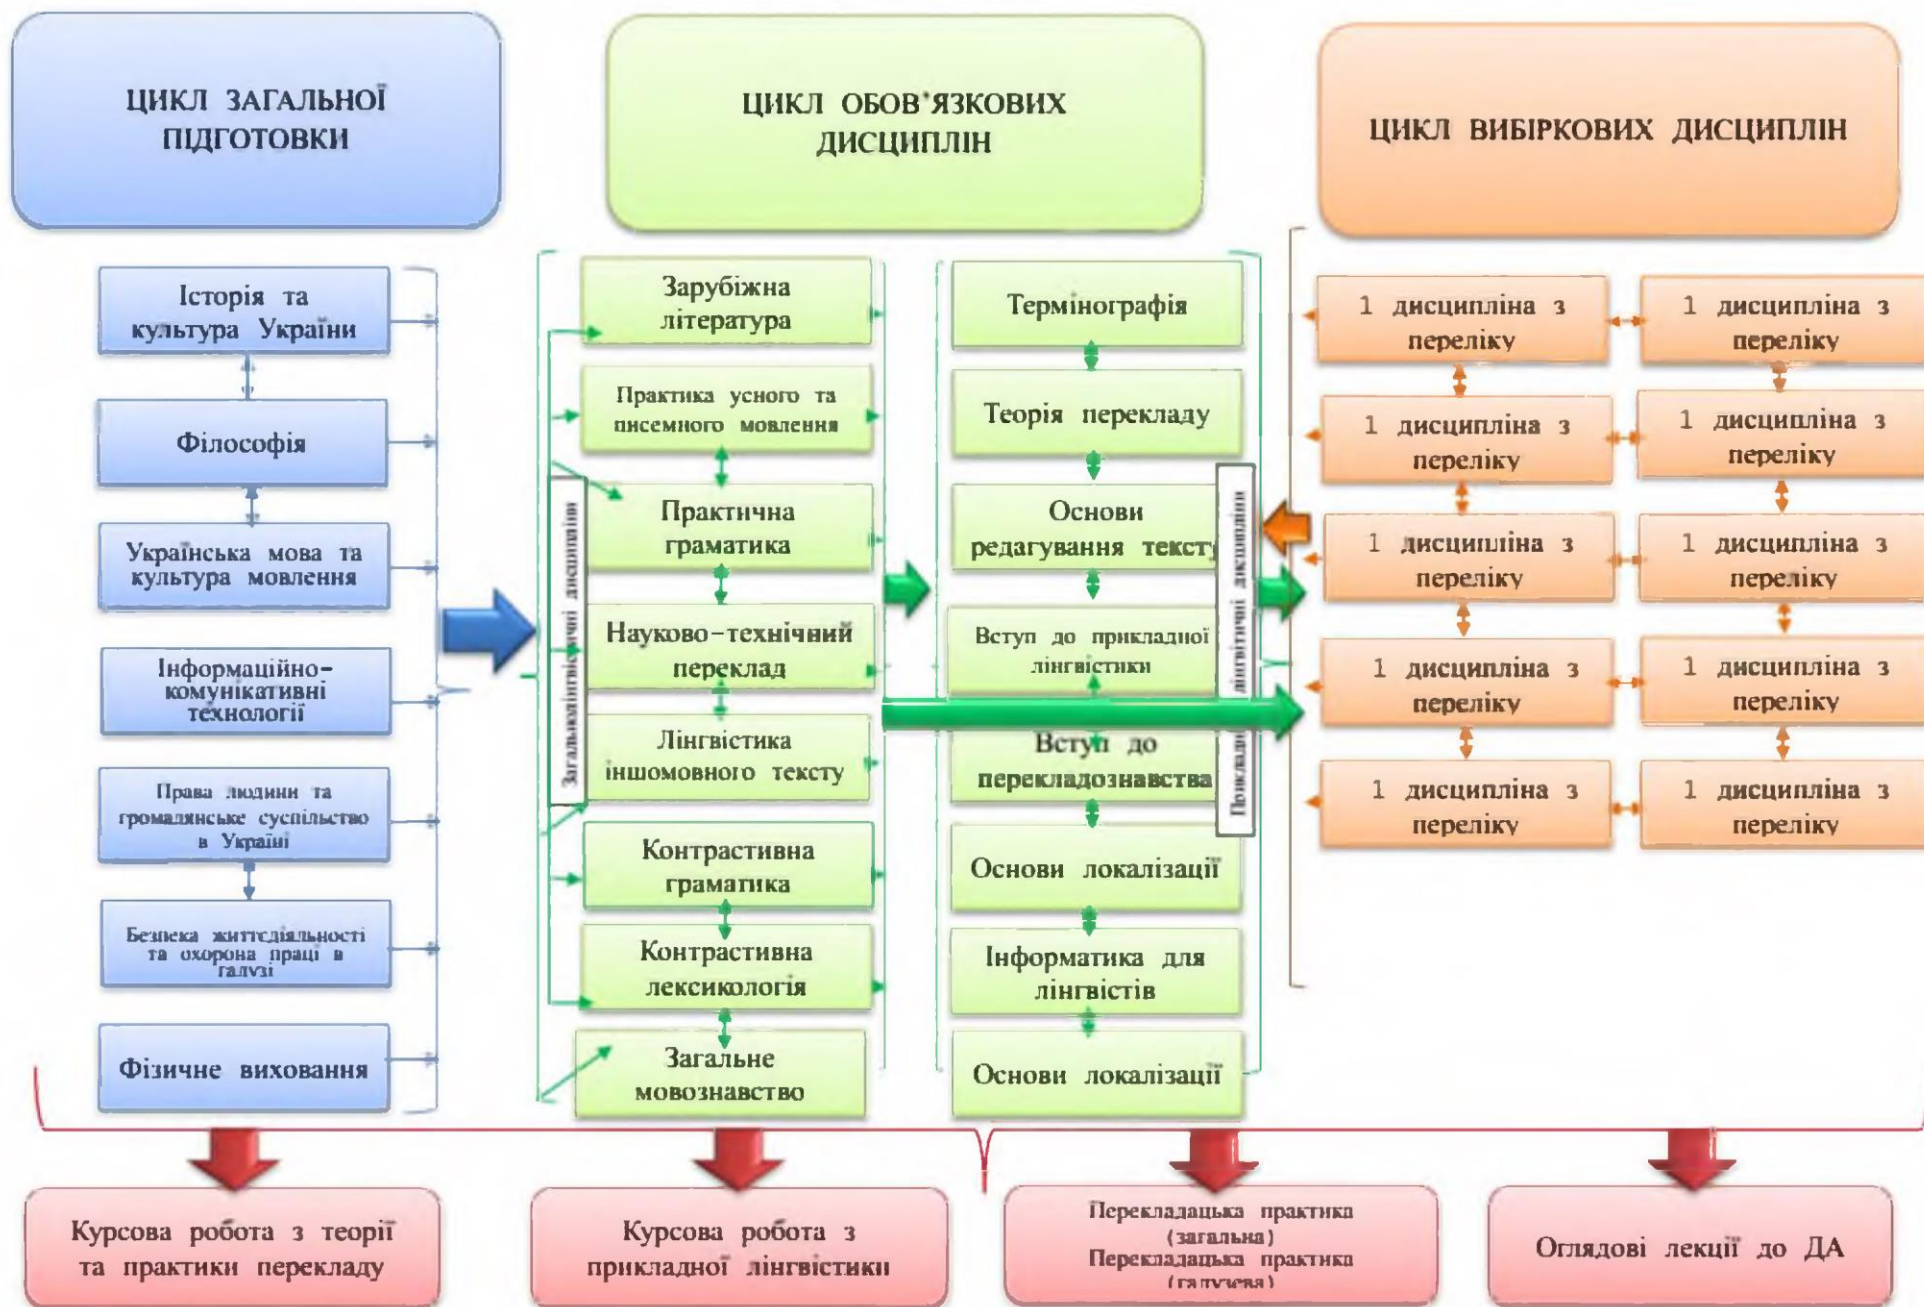 ЦИКЛ ЗАГАЛЬНОЇ
ПІДГОТОВКИ
ЦИКЛ ОБОВ'ЯЗКОВИХ
ДИСЦИПЛІН
ЦИКЛ ВИБІРКОВИХ ДИСЦИПЛІН
Історія та
культура України
Філософія
Українська мова та
культура мовлення
Інформаційно-
комунікативні
технології
Права людини та
громадянське суспільство
в Україні
Безпека життєдіяльності
та охорона праці в
галузі
Фізичне виховання
Загальнолінгвістичні дисципліни
Зарубіжна
література
Практика усного та
писемного мовлення
Практична
граматика
Науково-технічний
переклад
Лінгвістика
іншомовного тексту
Контрастивна
граматика
Контрастивна
лексикологія
Загальне
мовознавство
Термінографія
Теорія перекладу
Основи
редагування тексту
Вступ до прикладної
лінгвістики
Вступ до
перекладознавства
Основи локалізації
Інформатика для
лінгвістів
Основи локалізації
лінгвітичні дисципліни
1 дисципліна з
переліку
1 дисципліна з
переліку
1 дисципліна з
переліку
1 дисципліна з
переліку
1 дисципліна з
переліку
1 дисципліна з
переліку
1 дисципліна з
переліку
1 дисципліна з
переліку
1 дисципліна з
переліку
1 дисципліна з
переліку
Курсова робота з теорії
та практики перекладу
Курсова робота з
прикладної лінгвістики
Перекладацька практика
(загальна)
Перекладацька практика
(галузева)
Оглядові лекції до ДА